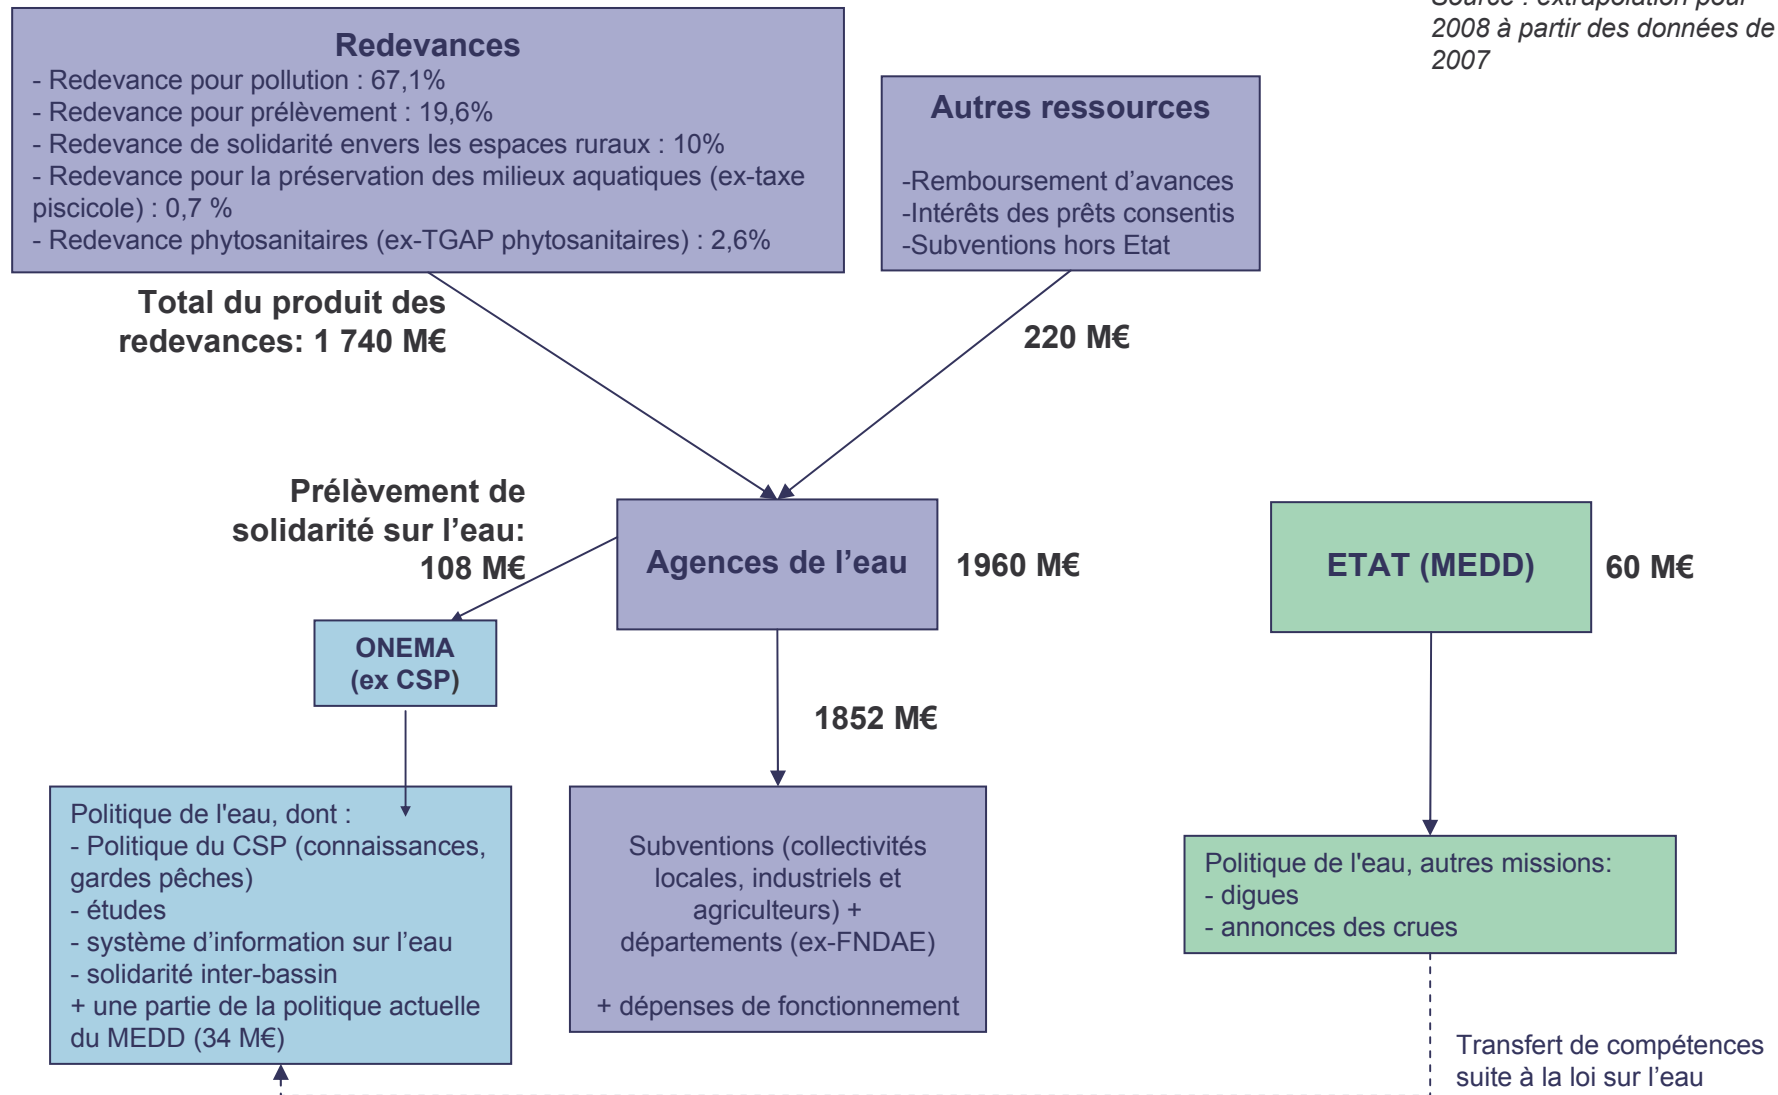 Source : extrapolation pour
2008 à partir des données de
2007
Redevances
- Redevance pour pollution : 67,1%
- Redevance pour prélèvement : 19,6%
- Redevance de solidarité envers les espaces ruraux : 10%
- Redevance pour la préservation des milieux aquatiques (ex-taxe
piscicole) : 0,7 %
- Redevance phytosanitaires (ex-TGAP phytosanitaires) : 2,6%
Autres ressources
-Remboursement d’avances
-Intérêts des prêts consentis
-Subventions hors Etat
Total du produit des
redevances: 1 740 M€
220 M€
Prélèvement de
solidarité sur l’eau:
108 M€
Agences de l’eau
1960 M€
ETAT (MEDD)
60 M€
ONEMA
(ex CSP)
1852 M€
Politique de l'eau, dont :
- Politique du CSP (connaissances,
gardes pêches)
- études
- système d’information sur l’eau
- solidarité inter-bassin
+ une partie de la politique actuelle
du MEDD (34 M€)
Subventions (collectivités
locales, industriels et
agriculteurs) +
départements (ex-FNDAE)
+ dépenses de fonctionnement
Politique de l'eau, autres missions:
- digues
- annonces des crues
Transfert de compétences
suite à la loi sur l’eau